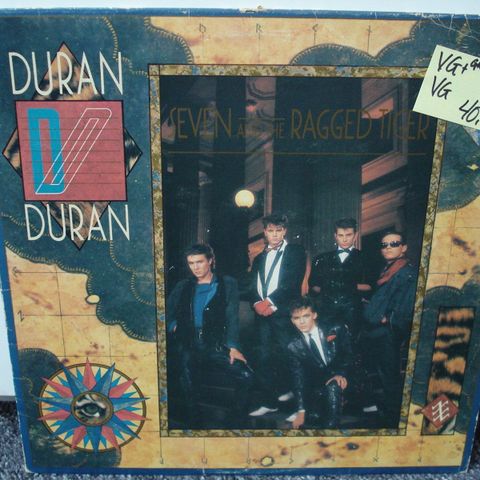 DURAN
DURAN
SEVEN AND THE RAGGED TIGER
VG+
VG
40,